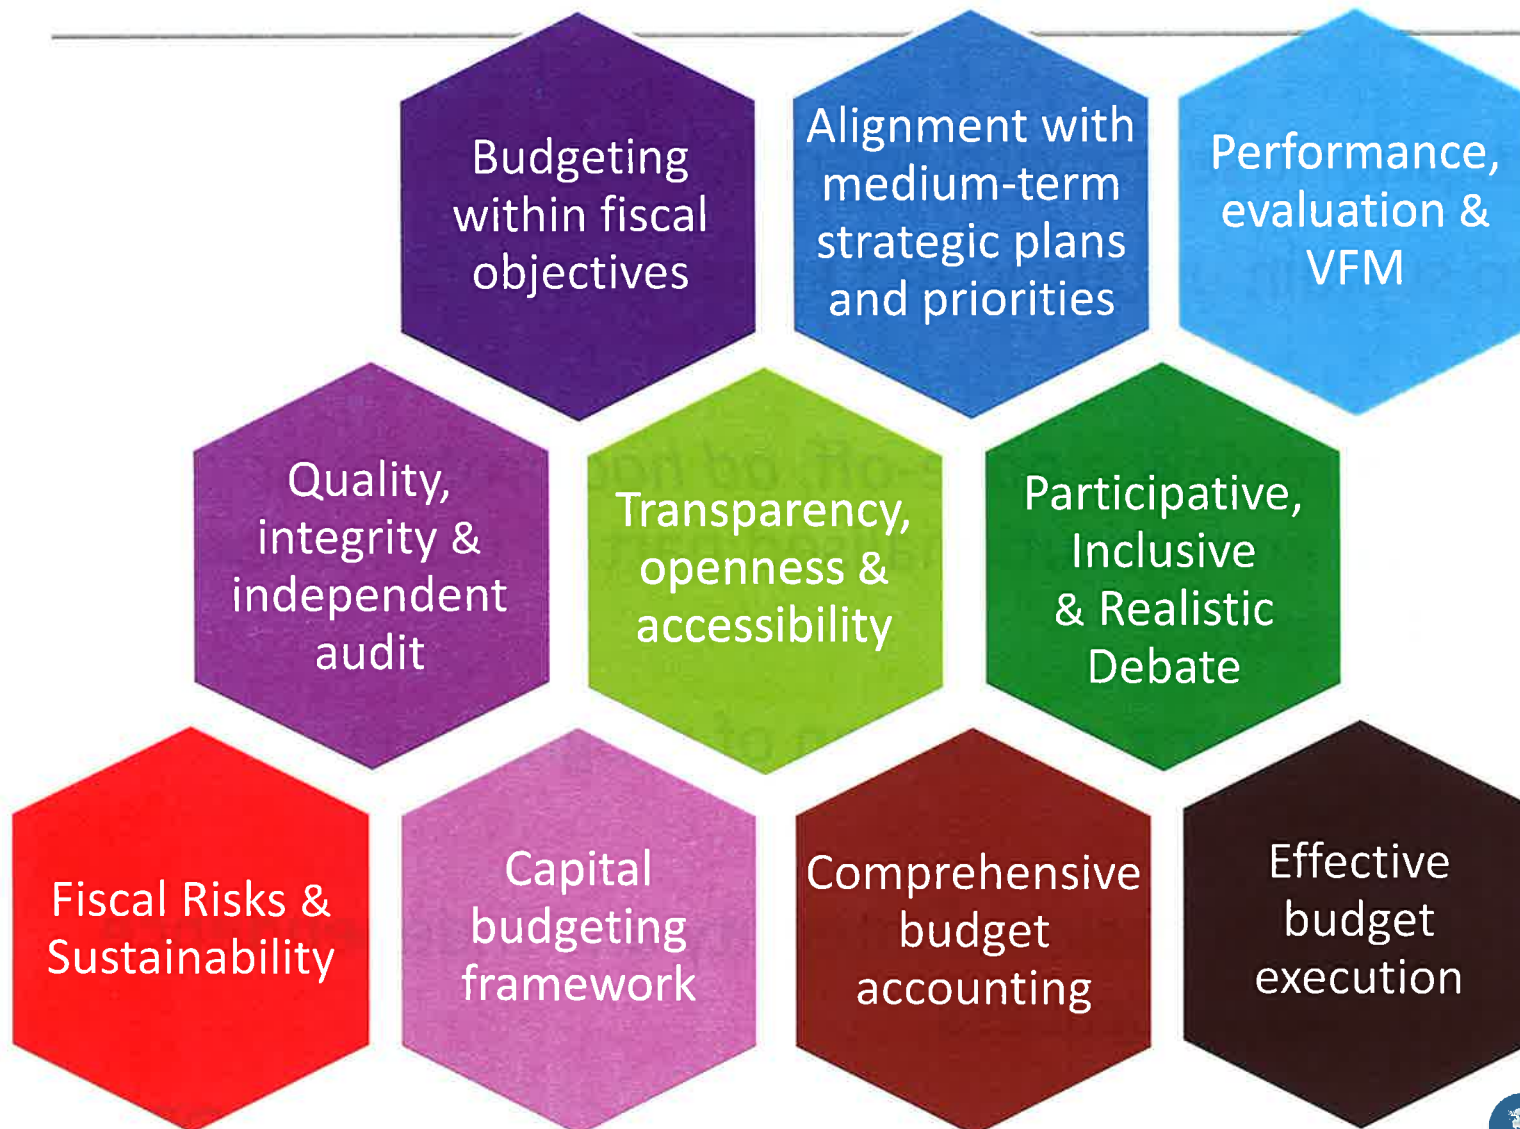 Budgeting
within fiscal
objectives
Alignment with
medium-term
strategic plans
and priorities
Performance,
evaluation &
VFM
Quality,
integrity &
independent
audit
Transparency,
openness &
accessibility
Participative,
Inclusive
& Realistic
Debate
Fiscal Risks &
Sustainability
Capital
budgeting
framework
Comprehensive
budget
accounting
Effective
budget
execution